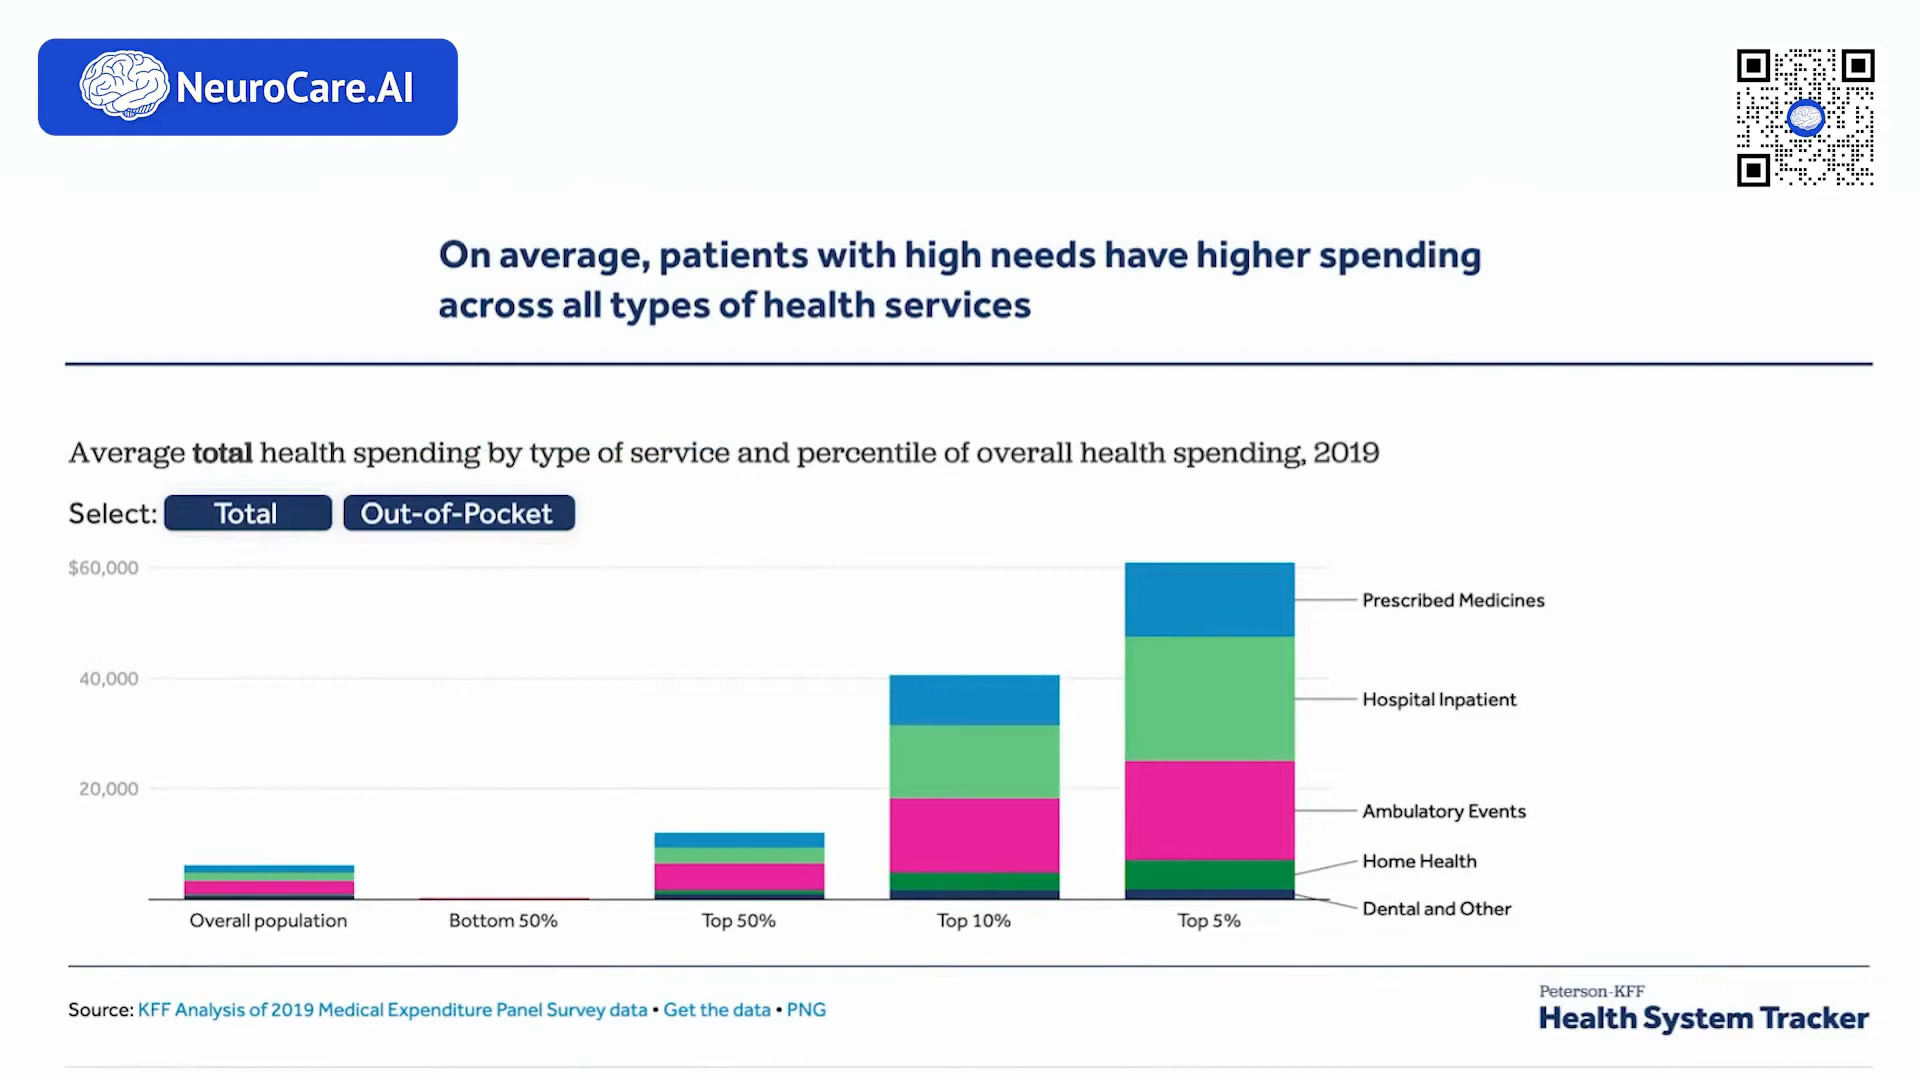 NeuroCare.AI
On average, patients with high needs have higher spending
across all types of health services
Average total health spending by type of service and percentile of overall health spending, 2019
Select: Total Out-of-Pocket
$60,000
40,000
20,000
Prescribed Medicines
Hospital Inpatient
Ambulatory Events
Home Health
Dental and Other
Overall population Bottom 50% Top 50% Top 10% Top 5%
Source: KFF Analysis of 2019 Medical Expenditure Panel Survey data • Get the data • PNG
Peterson-KFF
Health System Tracker